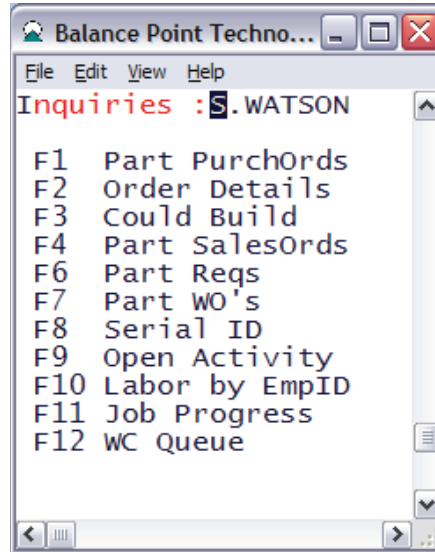 Balance Point Techno...
File Edit View Help
Inquiries :S.WATSON
F1 Part PurchOrds
F2 Order Details
F3 Could Build
F4 Part SalesOrds
F6 Part Reqs
F7 Part WO's
F8 Serial ID
F9 Open Activity
F10 Labor by EmpID
F11 Job Progress
F12 WC Queue